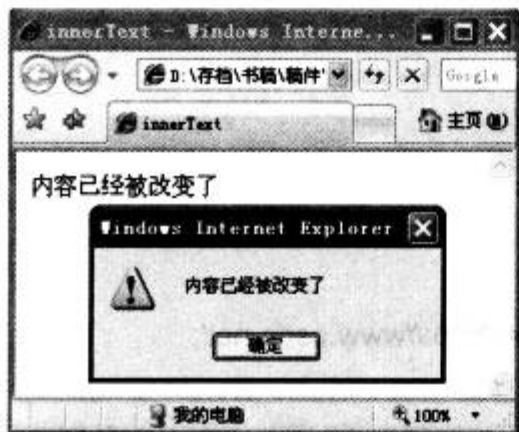 innerText - Windows Interne...
D:\存档\书稿\稿件'
Google
innerText
主页(M)
内容已经被改变了
Windows Internet Explorer
内容已经被改变了
确定
我的电脑
100%